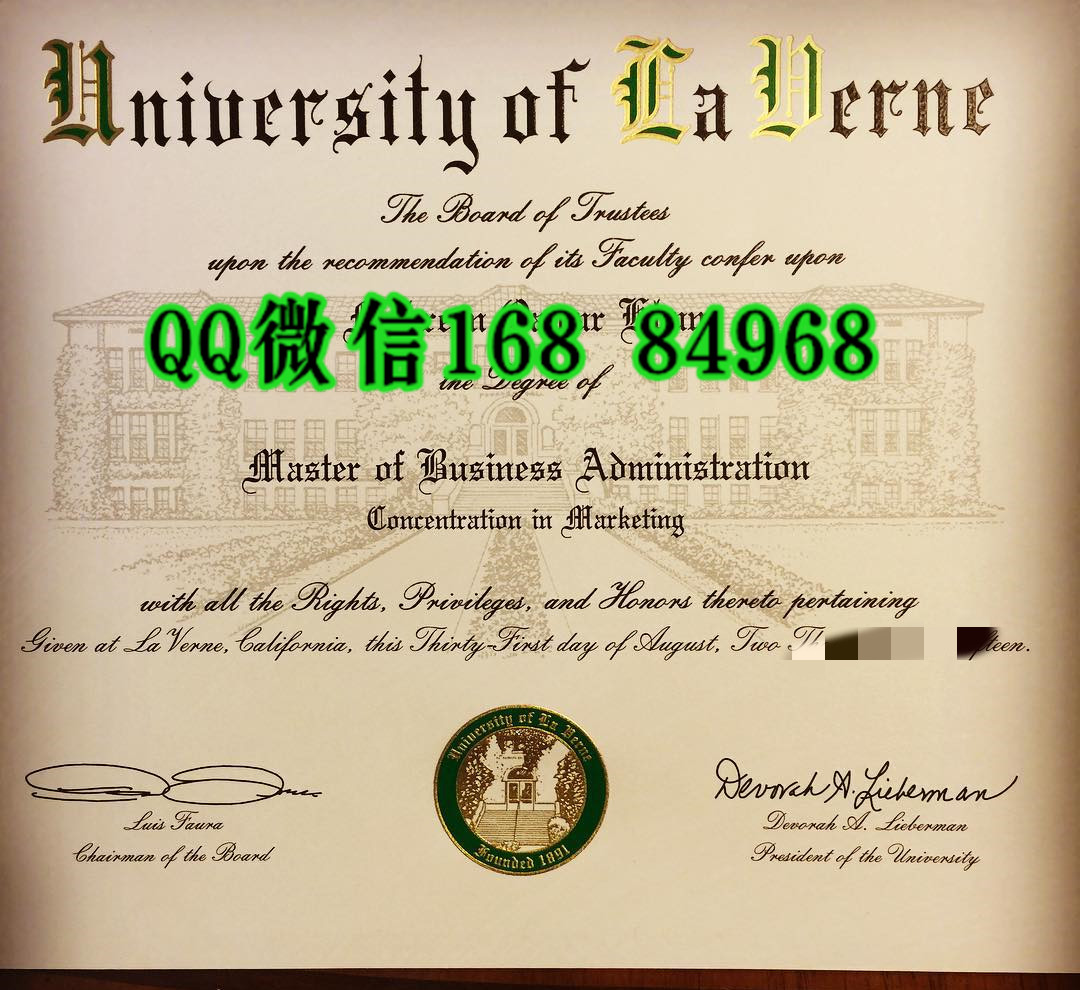 University of La Verne
The Board of Trustees
upon the recommendation of its Faculty confer upon
QQ微信168 84968
the Degree of
Master of Business Administration
Concentration in Marketing
with all the Rights, Privileges, and Honors thereto pertaining
Given at La Verne, California, this Thirty-First day of August, Two
Luis Faura
Chairman of the Board
University of La Verne
Founded 1891
Devorah A. Lieberman
Devorah A. Lieberman
President of the University